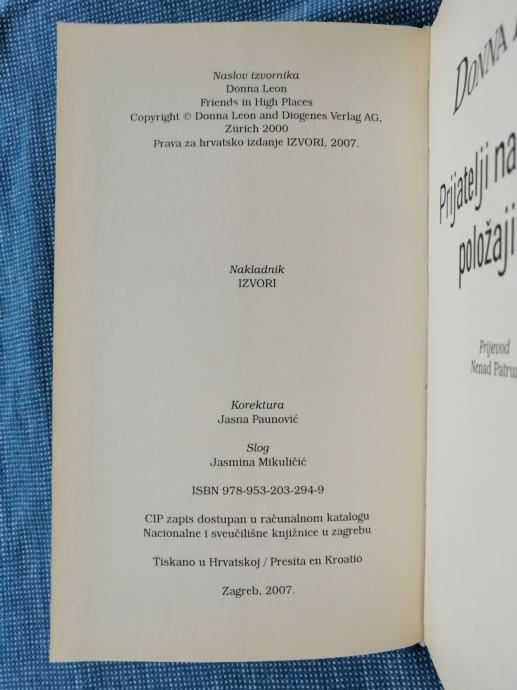 Naslov izvornika
Donna Leon
Friends in High Places
Copyright © Donna Leon and Diogenes Verlag AG,
Zürich 2000
Prava za hrvatsko izdanje IZVORI, 2007.
Nakladnik
IZVORI
Korektura
Jasna Paunović
Slog
Jasmina Mikuličić
ISBN 978-953-203-294-9
CIP zapis dostupan u računalnom katalogu
Nacionalne i sveučilišne knjižnice u zagrebu
Tiskano u Hrvatskoj / Presita en Kroatio
Zagreb, 2007.
DONNA
Prijatelji na
položaji
Prijevod
Nenad